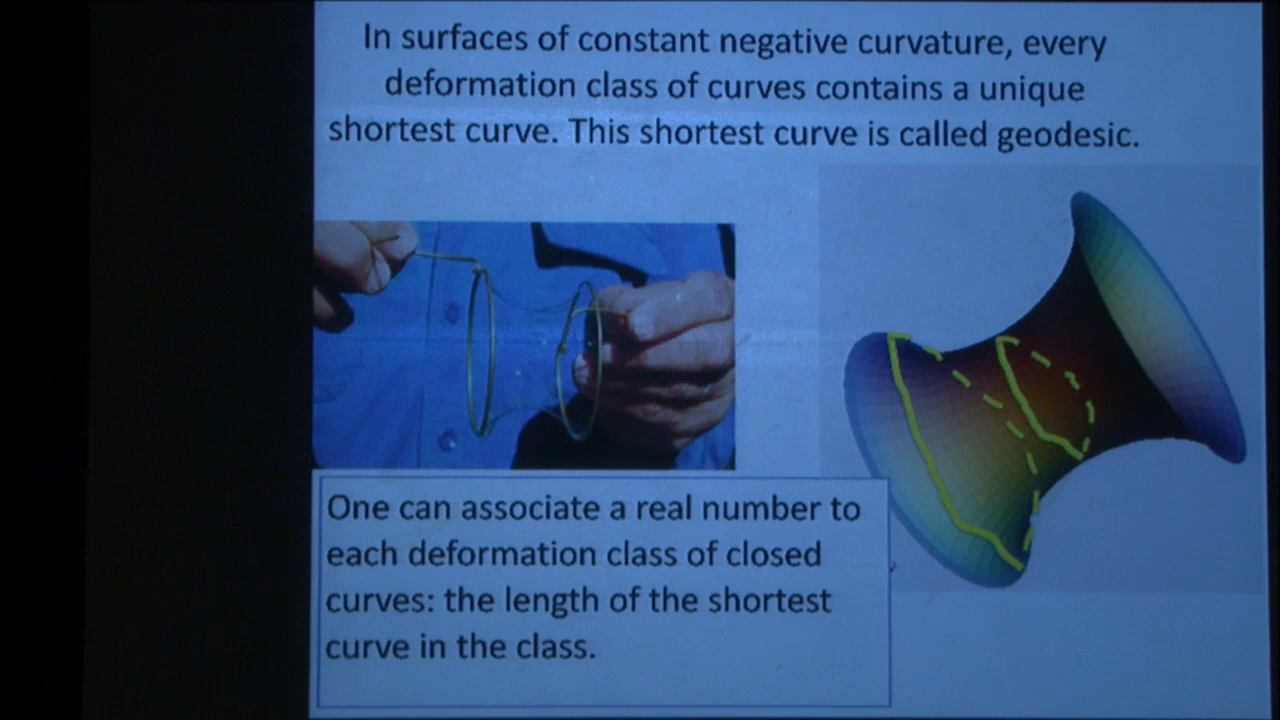 In surfaces of constant negative curvature, every
deformation class of curves contains a unique
shortest curve. This shortest curve is called geodesic.
One can associate a real number to
each deformation class of closed
curves: the length of the shortest
curve in the class.